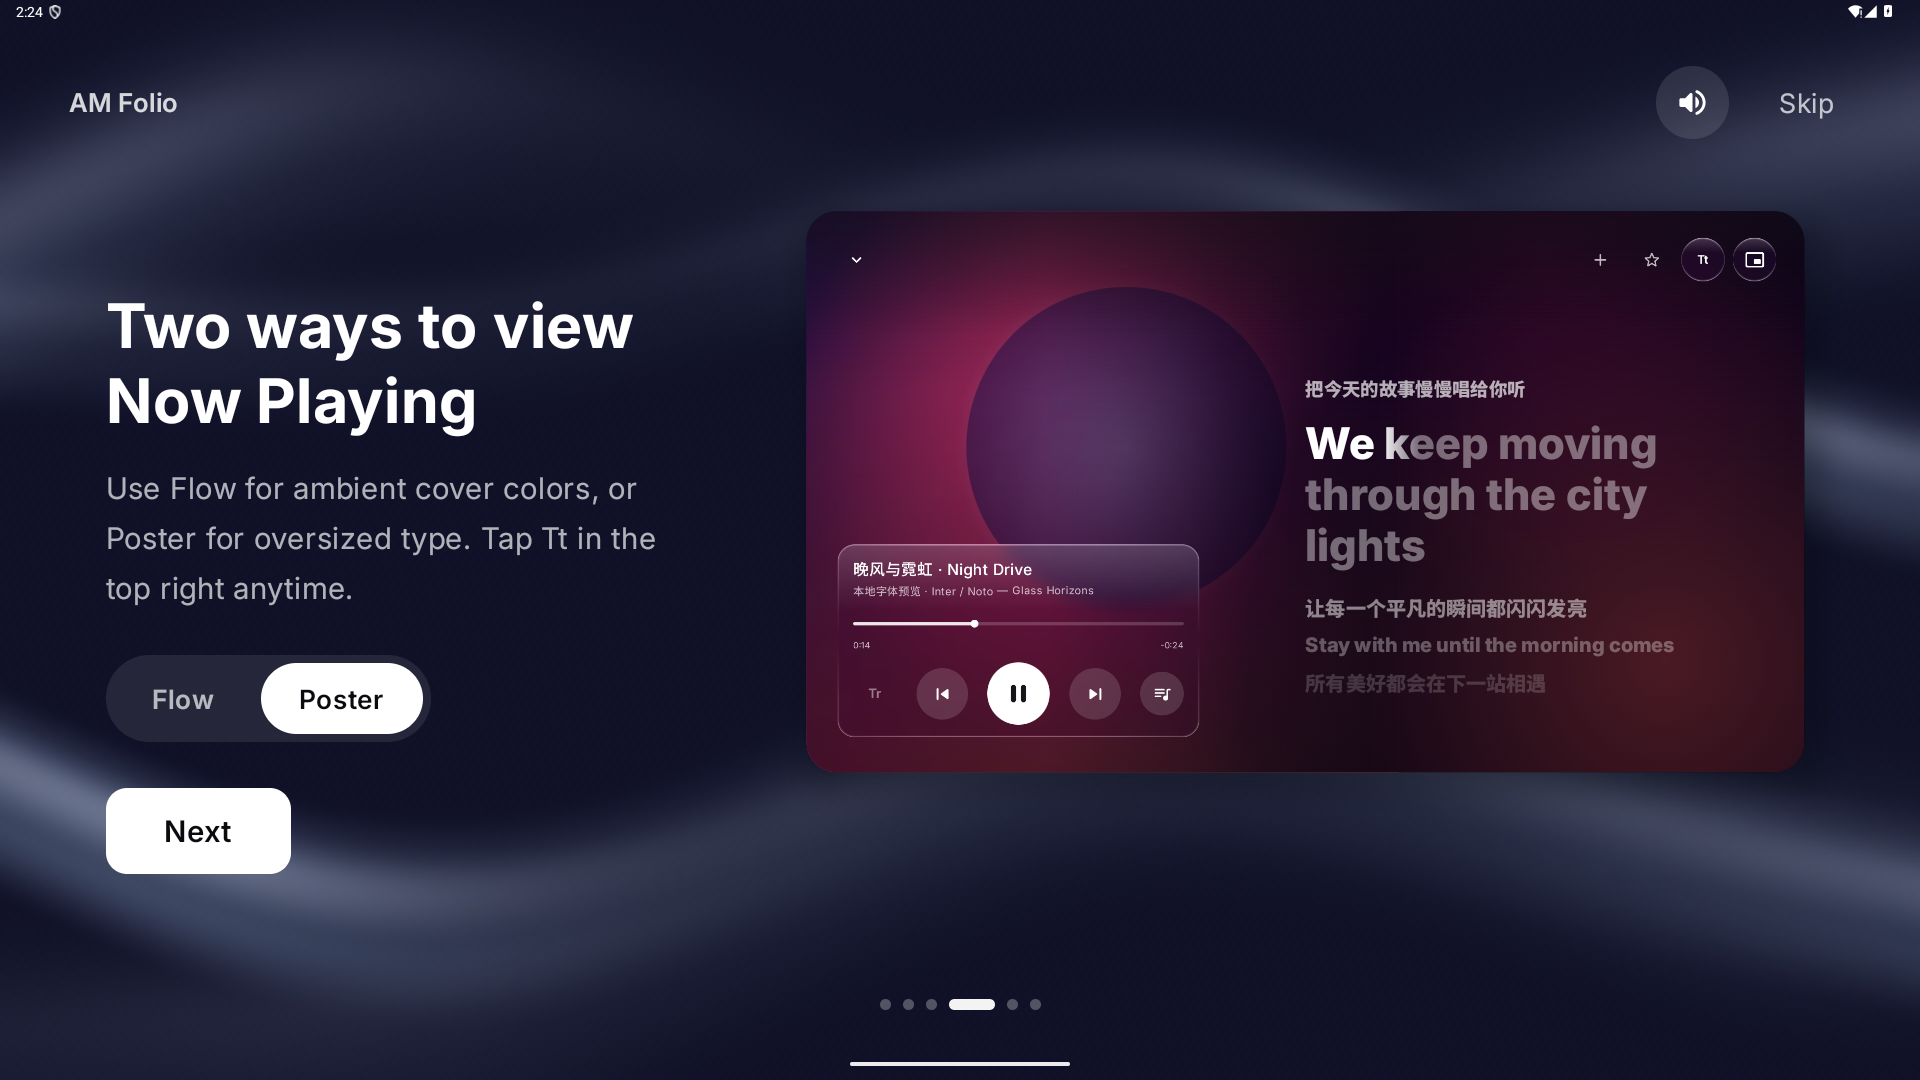 2:24
AM Folio
Skip
Two ways to view
Now Playing
Use Flow for ambient cover colors, or
Poster for oversized type. Tap Tt in the
top right anytime.
Flow
Poster
Next
Tt
把今天的故事慢慢唱给你听
We keep moving
through the city
lights
让每一个平凡的瞬间都闪闪发亮
Stay with me until the morning comes
所有美好都会在下一站相遇
晚风与霓虹 · Night Drive
本地字体预览 · Inter / Noto — Glass Horizons
0:14
-0:24
Tr